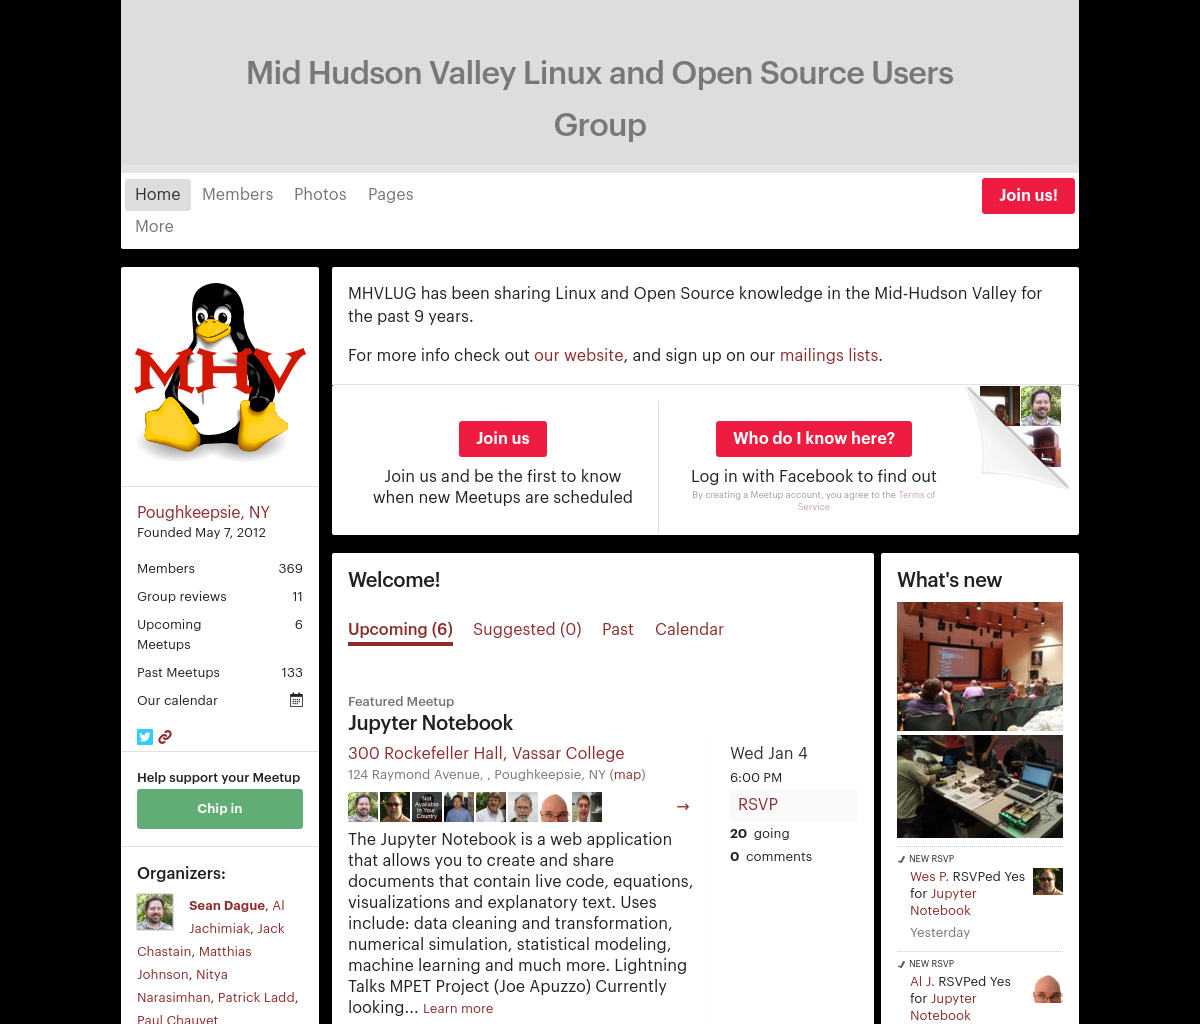 Mid Hudson Valley Linux and Open Source Users
Group
Home Members Photos Pages
More
Join us!
MHV
Poughkeepsie, NY
Founded May 7, 2012
Members 369
Group reviews 11
Upcoming 6
Meetups
Past Meetups 133
Our calendar
Help support your Meetup
Chip in
Organizers:
Sean Dague, Al
Jachimiak, Jack
Chastain, Matthias
Johnson, Nitya
Narasimhan, Patrick Ladd,
Paul Chauvet
MHVLUG has been sharing Linux and Open Source knowledge in the Mid-Hudson Valley for
the past 9 years.
For more info check out our website, and sign up on our mailings lists.
Join us
Join us and be the first to know
when new Meetups are scheduled
Who do I know here?
Log in with Facebook to find out
By creating a Meetup account, you agree to the Terms of
Service
Welcome!
Upcoming (6) Suggested (0) Past Calendar
Featured Meetup
Jupyter Notebook
300 Rockefeller Hall, Vassar College
124 Raymond Avenue, , Poughkeepsie, NY (map)
Not
Available
In Your
Country
→
The Jupyter Notebook is a web application
that allows you to create and share
documents that contain live code, equations,
visualizations and explanatory text. Uses
include: data cleaning and transformation,
numerical simulation, statistical modeling,
machine learning and much more. Lightning
Talks MPET Project (Joe Apuzzo) Currently
looking... Learn more
Wed Jan 4
6:00 PM
RSVP
20 going
0 comments
What's new
NEW RSVP
Wes P. RSVPed Yes
for Jupyter
Notebook
Yesterday
NEW RSVP
Al J. RSVPed Yes
for Jupyter
Notebook